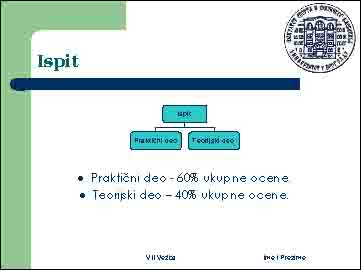 Ispit
Ispit
Praktični deo
Teorijski deo
● Praktični deo - 60% ukupne ocene.
● Teorijski deo – 40% ukupne ocene.
VII Vežba
Ime i Prezime